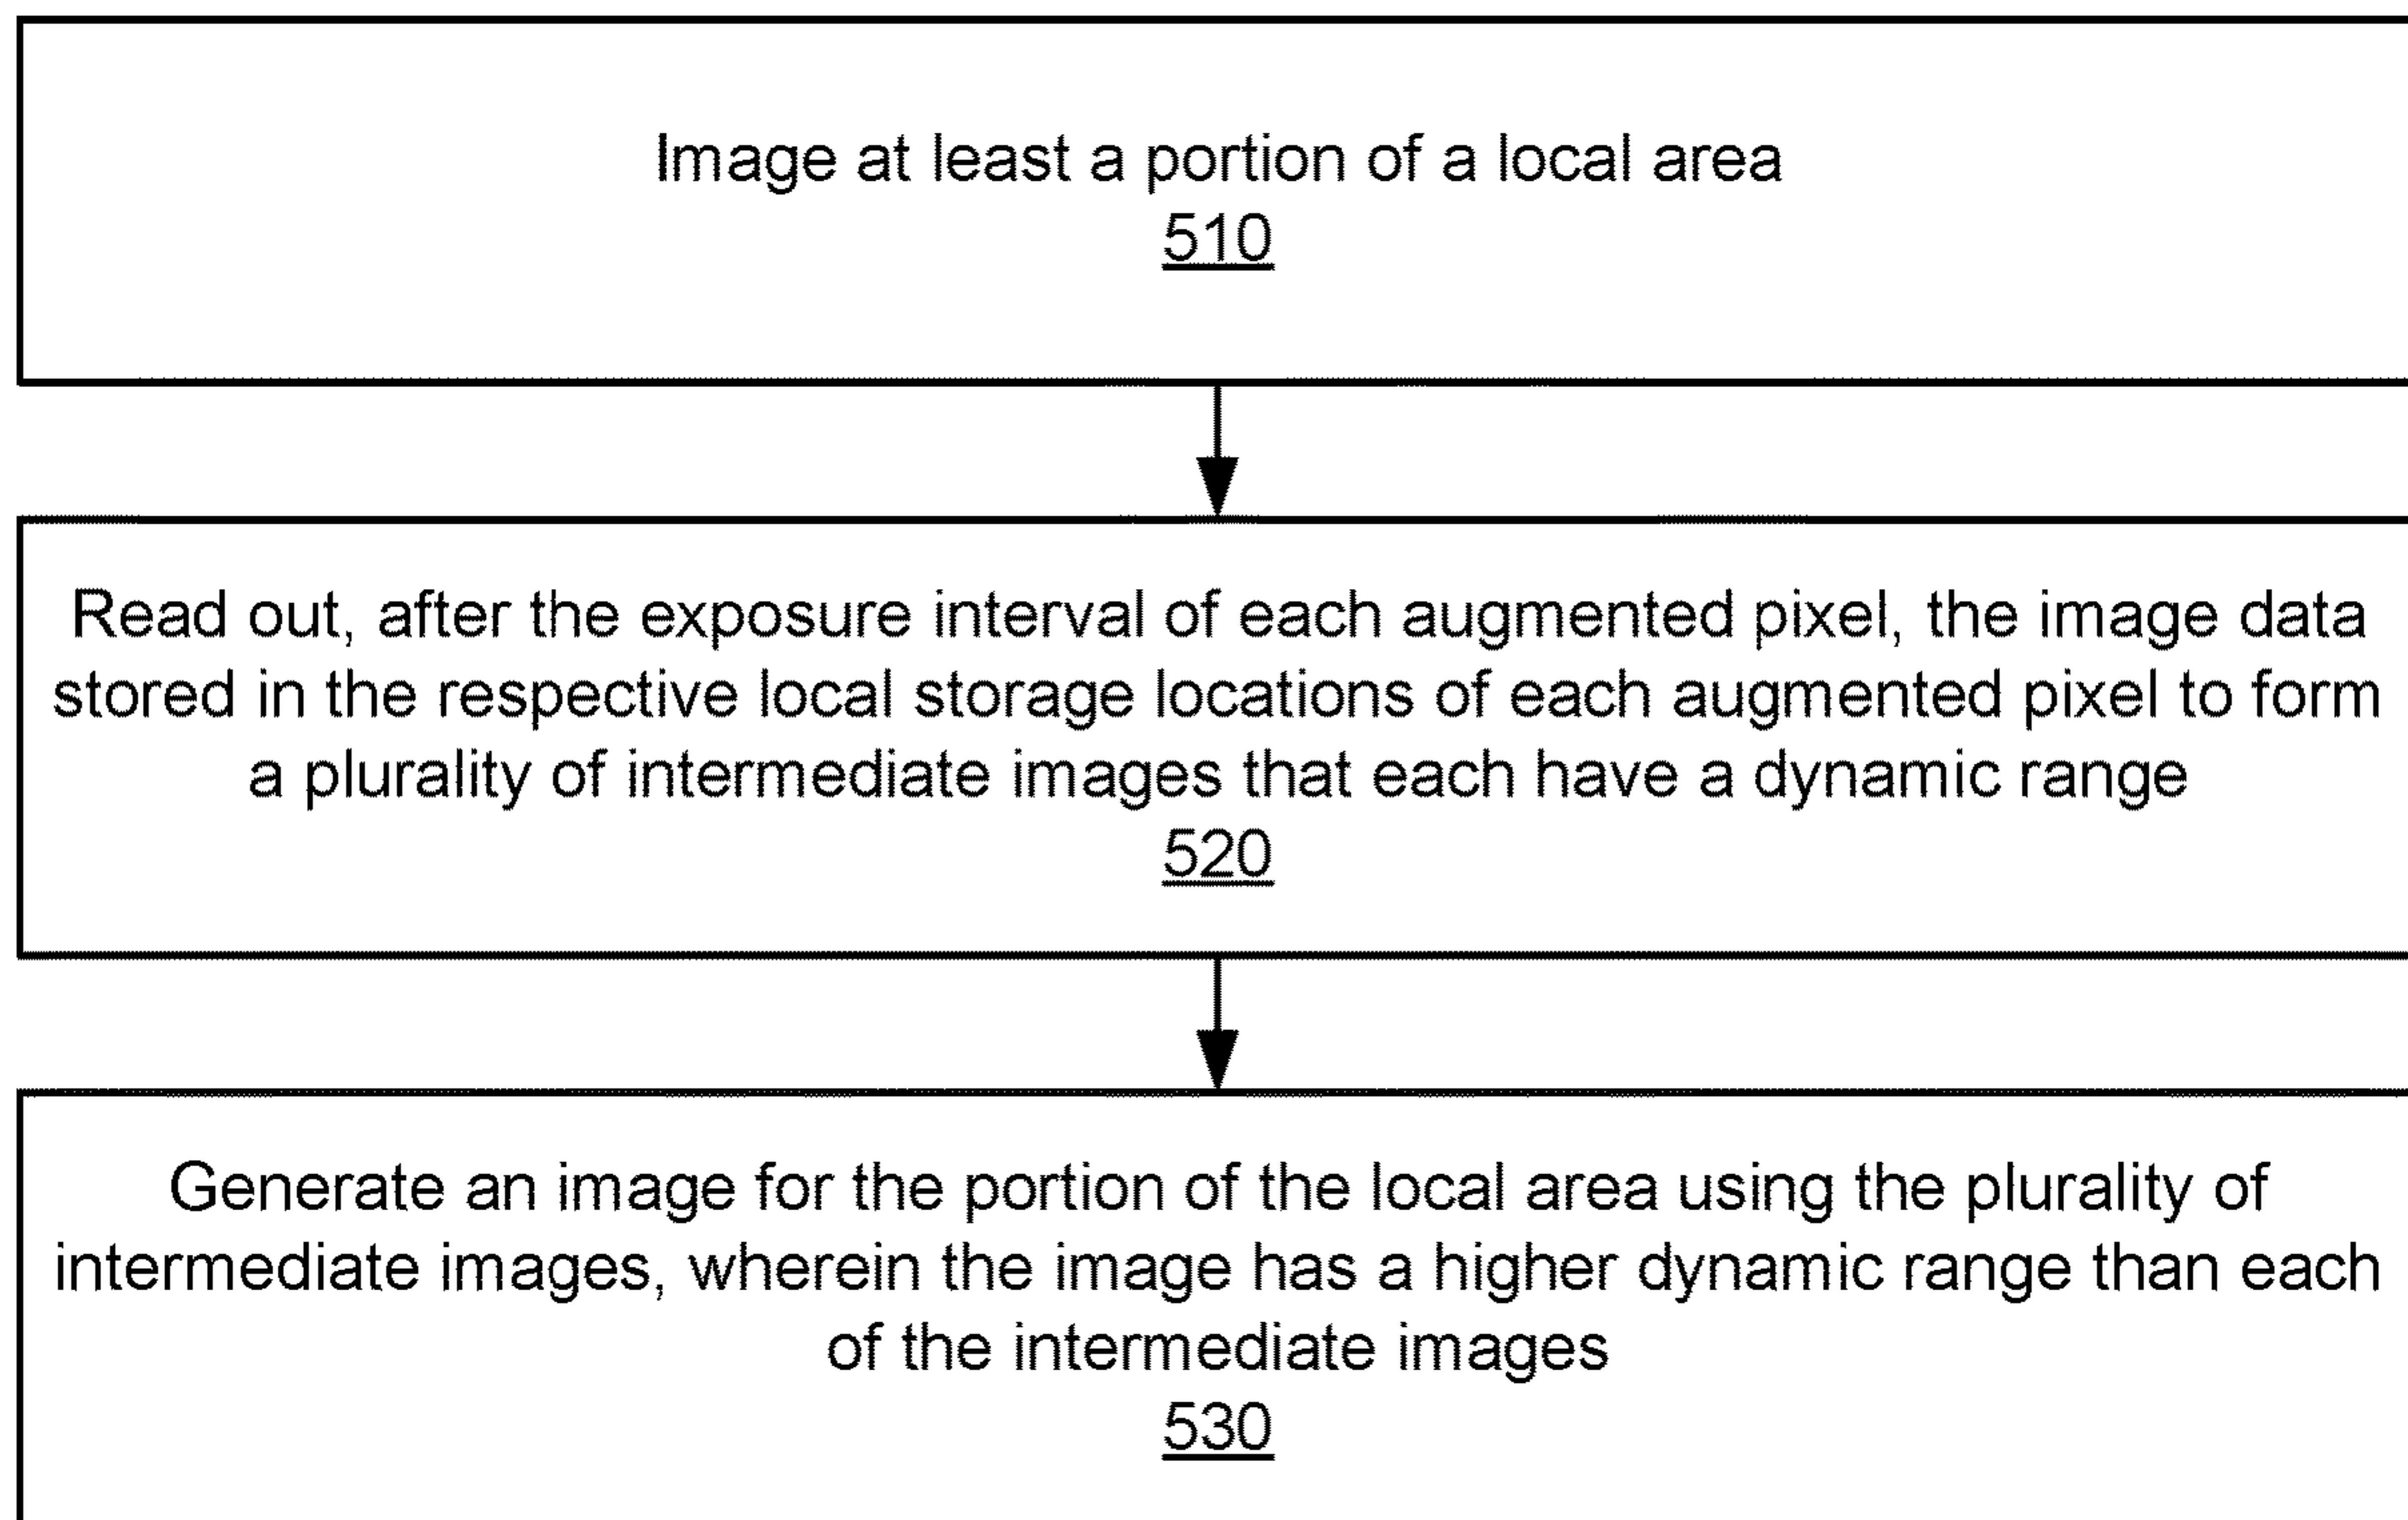 Image at least a portion of a local area
510
Read out, after the exposure interval of each augmented pixel, the image data
stored in the respective local storage locations of each augmented pixel to form
a plurality of intermediate images that each have a dynamic range
520
Generate an image for the portion of the local area using the plurality of
intermediate images, wherein the image has a higher dynamic range than each
of the intermediate images
530